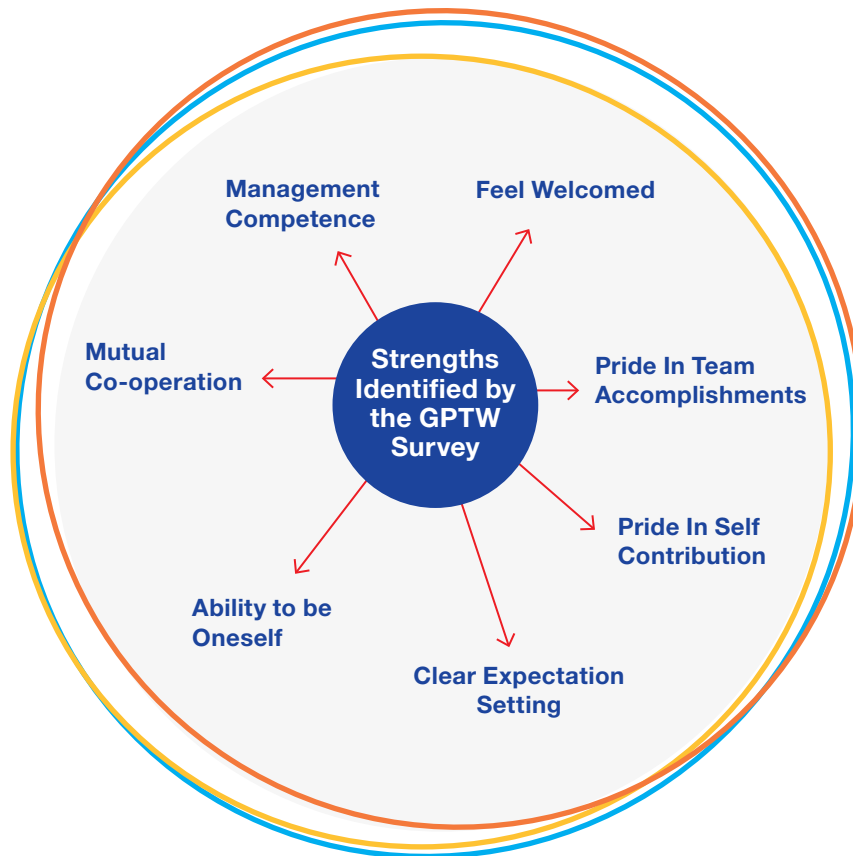 Management
Competence
Feel Welcomed
Mutual
Co-operation
Strengths
Identified by
the GPTW
Survey
Pride In Team
Accomplishments
Pride In Self
Contribution
Ability to be
Oneself
Clear Expectation
Setting